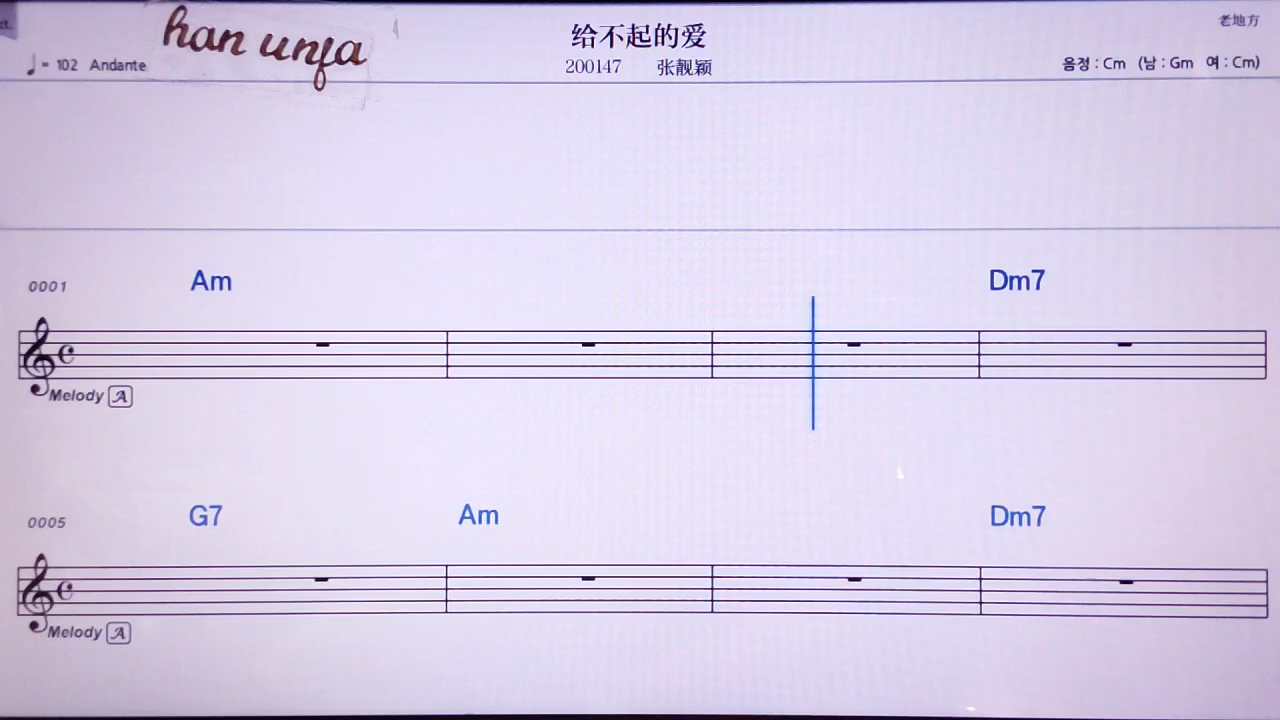 han unfa
给不起的爱
老地方
♩= 102 Andante
200147 张靓颖
음정 : Cm (남 : Gm 여 : Cm)
0001 Am Dm7
Melody A
0005 G7 Am Dm7
Melody A